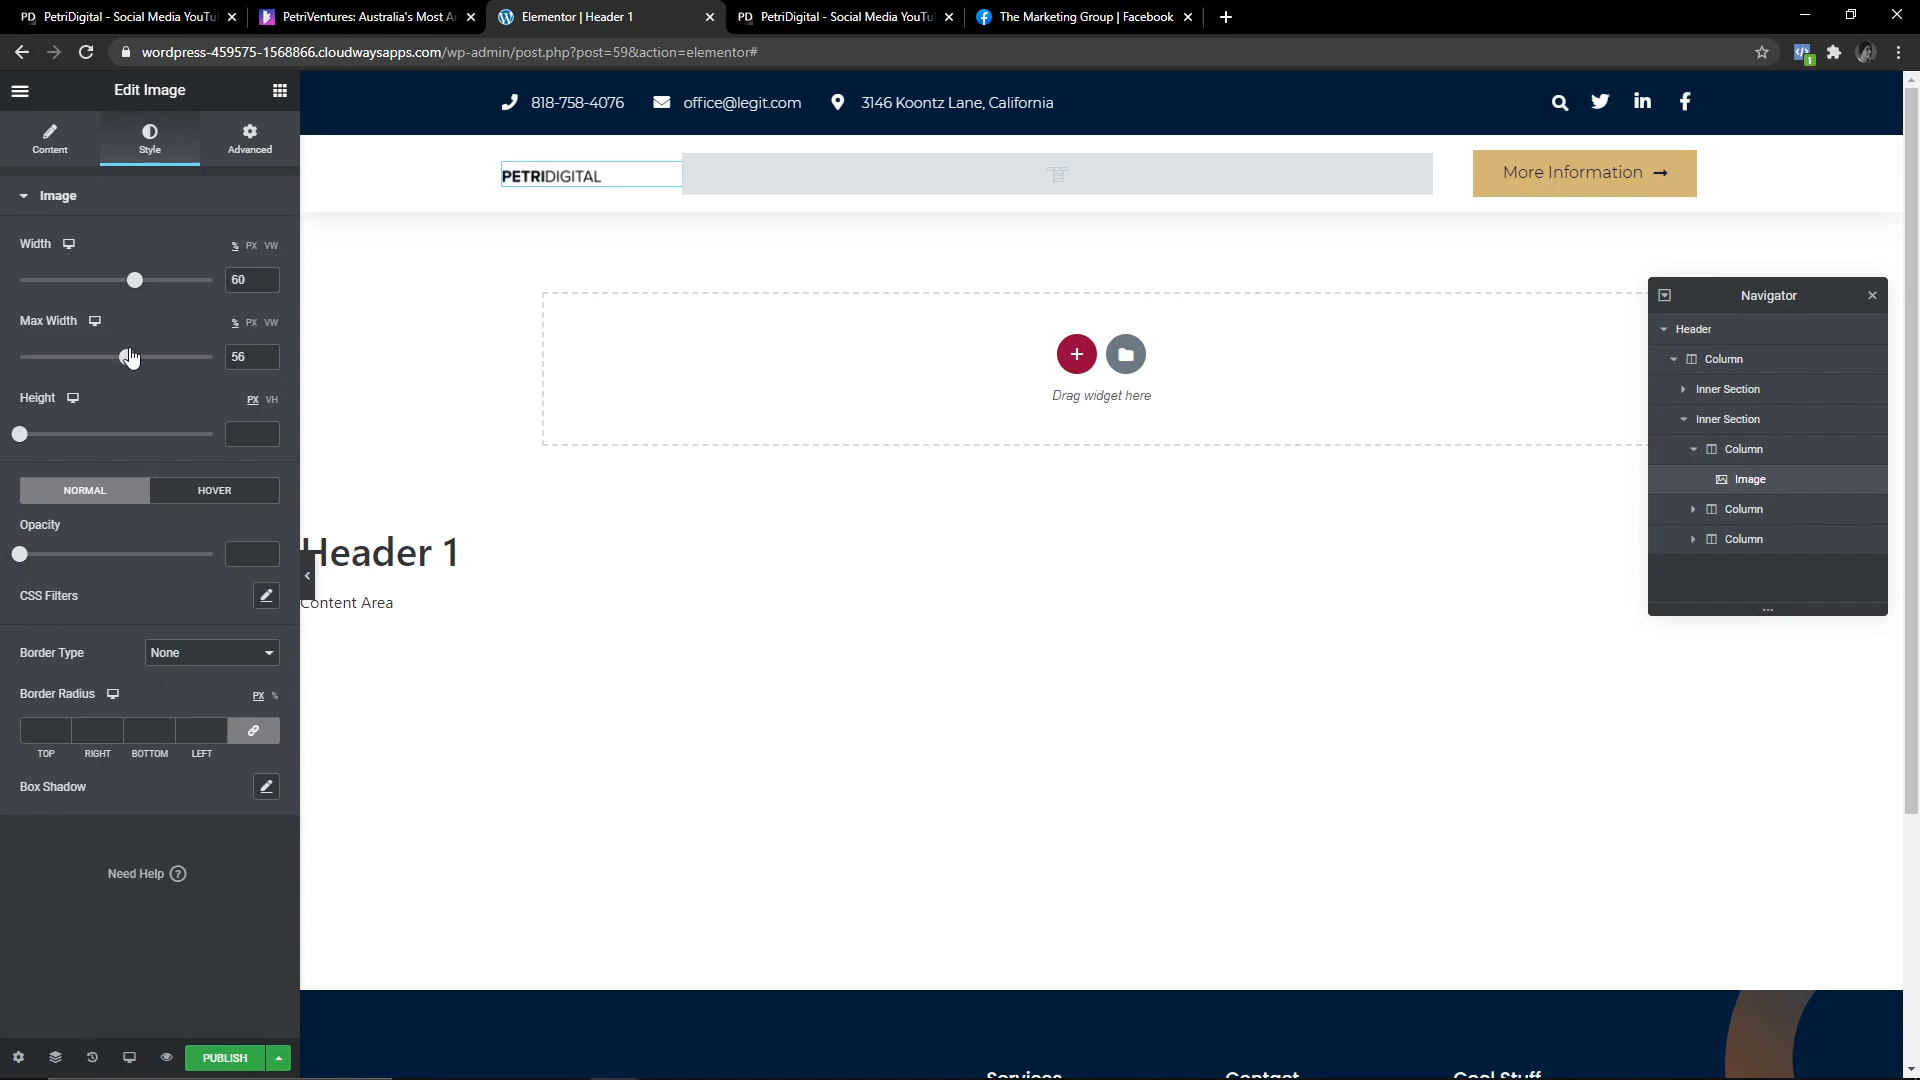 PD PetriDigital - Social Media YouTu
PetriVentures: Australia's Most A
Elementor | Header 1
PD PetriDigital - Social Media YouTu
The Marketing Group | Facebook
wordpress-459575-1568866.cloudwaysapps.com/wp-admin/post.php?post=59&action=elementor#
1
Edit Image
818-758-4076 office@legit.com 3146 Koontz Lane, California
Content Style Advanced
PETRIDIGITAL
More Information →
Image
Width % PX VW
60
Max Width % PX VW
56
Height PX VH
NORMAL HOVER
Opacity
CSS Filters
Border Type None
Border Radius PX %
TOP RIGHT BOTTOM LEFT
Box Shadow
Need Help ?
PUBLISH
Drag widget here
Header 1
Content Area
Navigator
Header
Column
Inner Section
Inner Section
Column
Image
Column
Column
Services Contact Cool Stuff